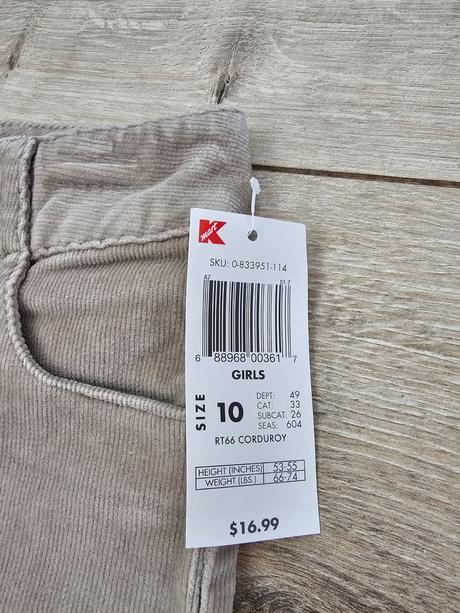 K mart
SKU: 0-833951-114
A7 S1-7
6 88968 00361 7
GIRLS
SIZE 10
DEPT: 49
CAT: 33
SUBCAT: 26
SEAS: 604
RT66 CORDUROY
HEIGHT (INCHES) 53-55
WEIGHT (LBS.) 66-74
$16.99